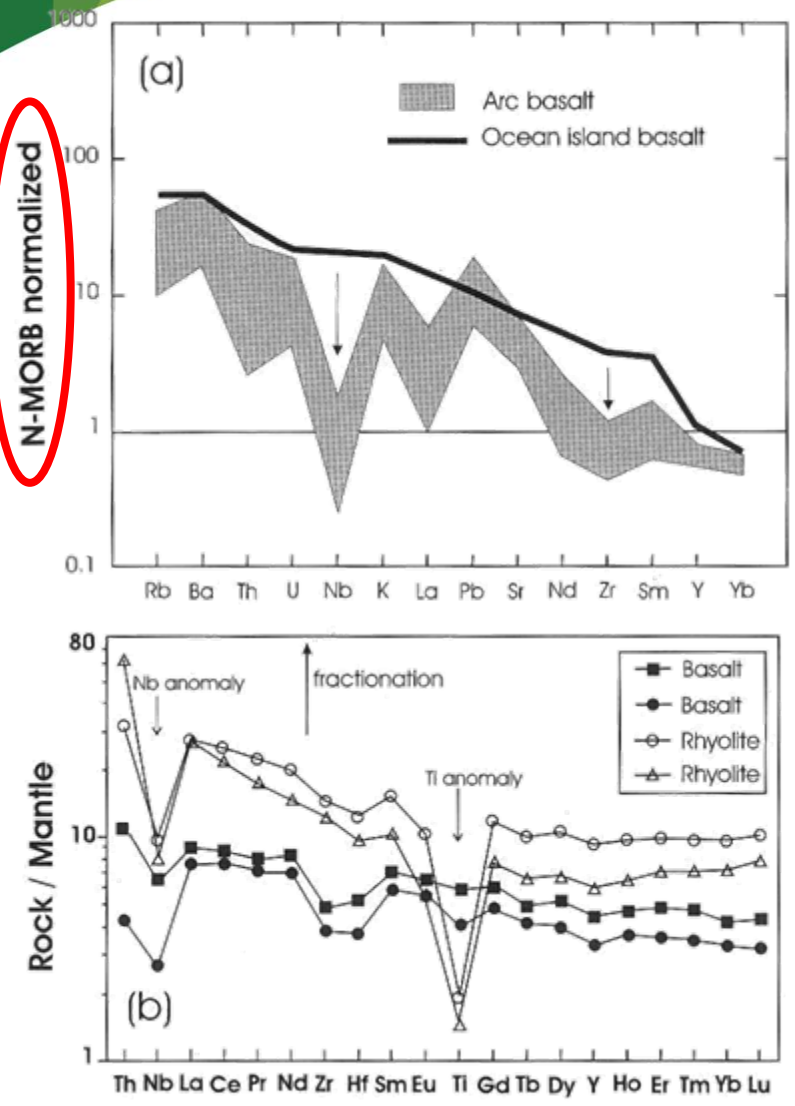 1000
(a)
Arc basalt
Ocean island basalt
100
N-MORB normalized
10
1
0.1
Rb Ba Th U Nb K La Pb Sr Nd Zr Sm Y Yb
80
Nb anomaly
fractionation
Basalt
Basalt
Rhyolite
Rhyolite
Ti anomaly
Rock / Mantle
10
(b)
1
Th Nb La Ce Pr Nd Zr Hf Sm Eu Ti Gd Tb Dy Y Ho Er Tm Yb Lu